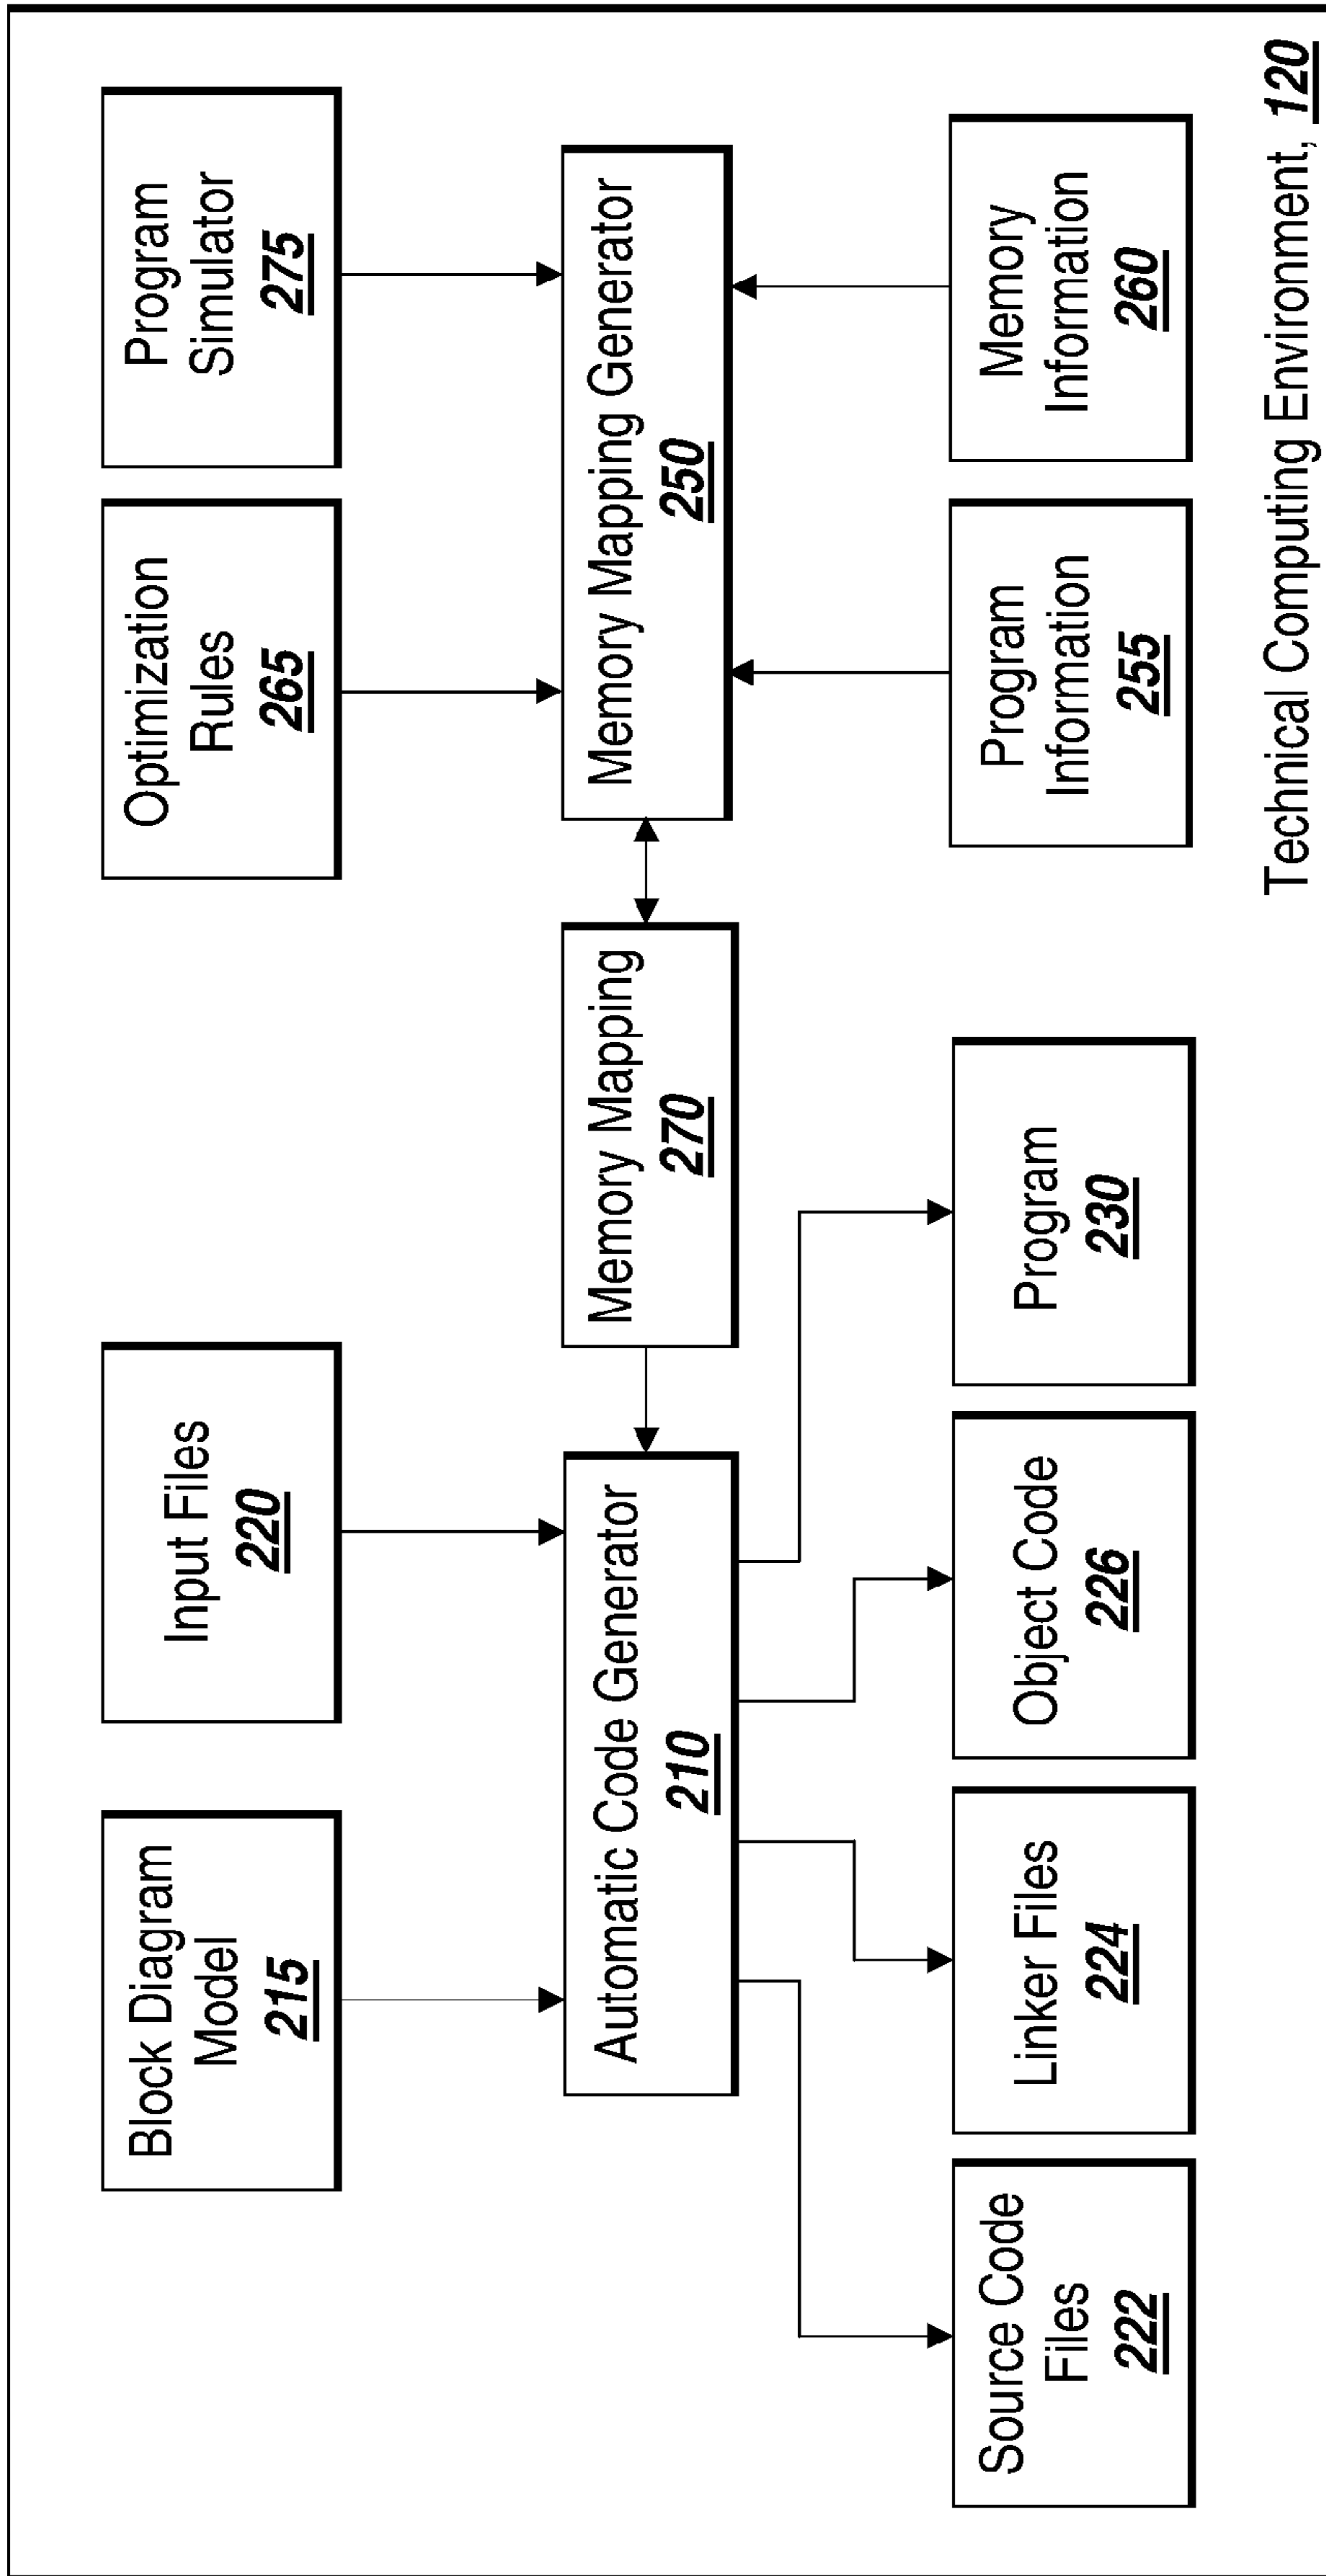 Block Diagram
Model
215
Input Files
220
Optimization
Rules
265
Program
Simulator
275
Automatic Code Generator
210
Memory Mapping
270
Memory Mapping Generator
250
Source Code
Files
222
Linker Files
224
Object Code
226
Program
230
Program
Information
255
Memory
Information
260
Technical Computing Environment, 120